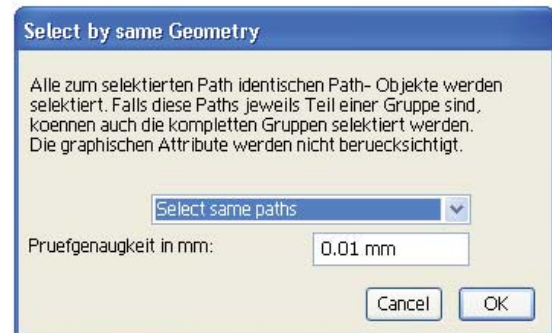 Select by same Geometry
Alle zum selektierten Path identischen Path- Objekte werden
selektiert. Falls diese Paths jeweils Teil einer Gruppe sind,
koennen auch die kompletten Gruppen selektiert werden.
Die graphischen Attribute werden nicht beruecksichtigt.
Select same paths
Pruefgenaugkeit in mm:
0.01 mm
Cancel
OK